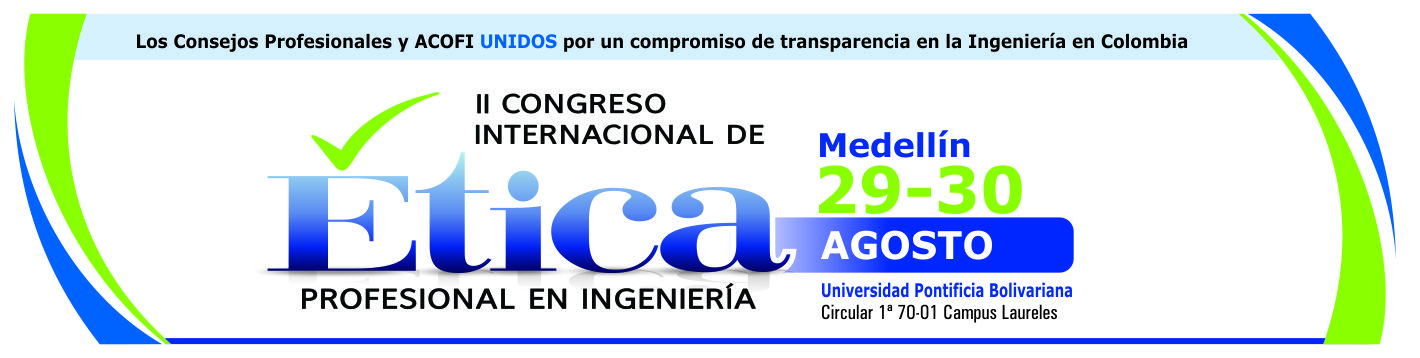 Los Consejos Profesionales y ACOFI UNIDOS por un compromiso de transparencia en la Ingeniería en Colombia
II CONGRESO
INTERNACIONAL DE
Ética
PROFESIONAL EN INGENIERÍA
Medellín
29-30
AGOSTO
Universidad Pontificia Bolivariana
Circular 1ª 70-01 Campus Laureles